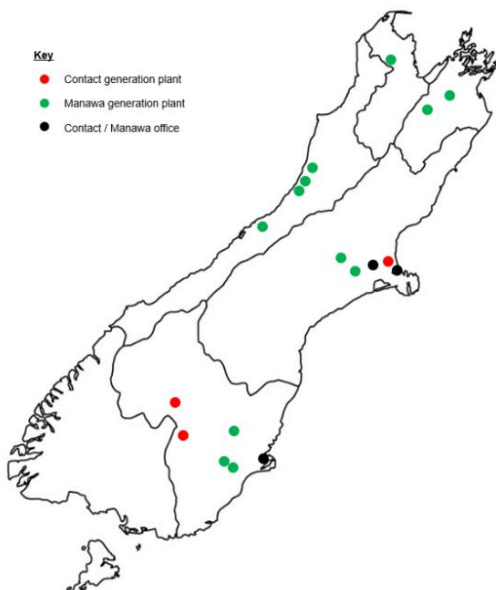 Key
Contact generation plant
Manawa generation plant
Contact / Manawa office